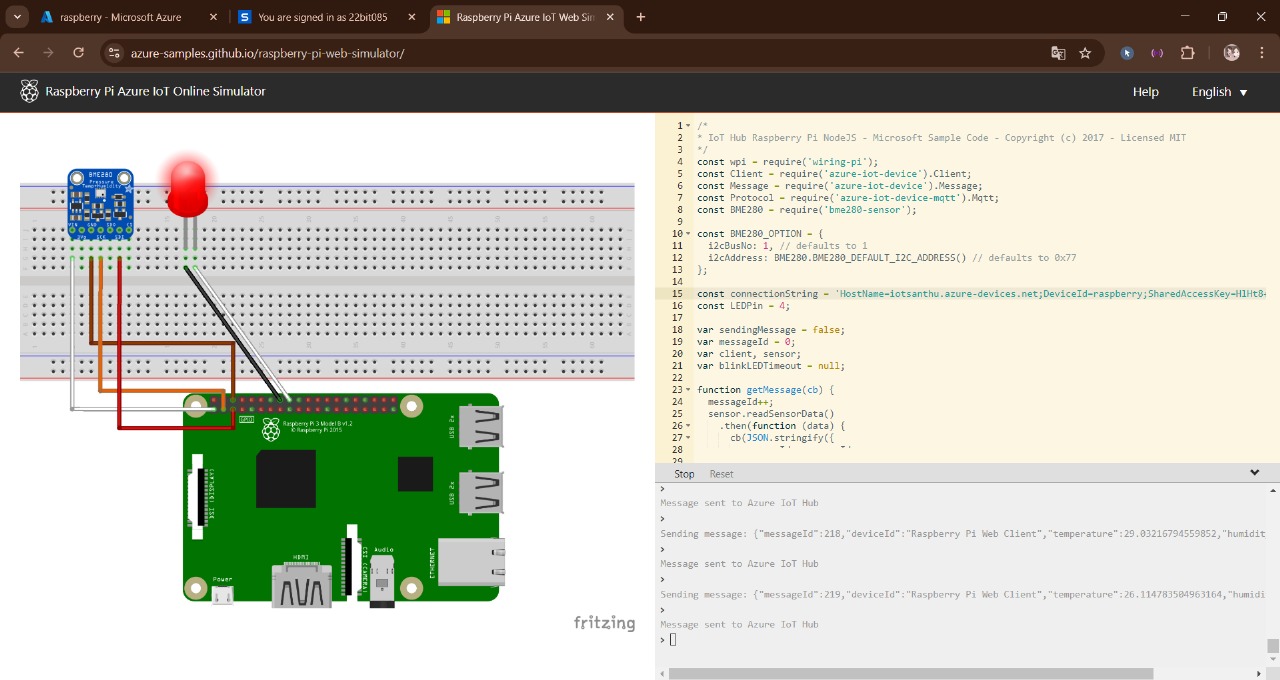 raspberry - Microsoft Azure
You are signed in as 22bit085
Raspberry Pi Azure IoT Web Sim
azure-samples.github.io/raspberry-pi-web-simulator/
Raspberry Pi Azure IoT Online Simulator
Help
English
BME280
Pressure
Temp+Humidity
Raspberry Pi 3 Model B v1.2
© Raspberry Pi 2015
GPIO
USB 2x
USB 2x
DSI (DISPLAY)
HDMI
CSI (CAMERA)
Audio
ETHERNET
Power
fritzing
1 /*
2 * IoT Hub Raspberry Pi NodeJS - Microsoft Sample Code - Copyright (c) 2017 - Licensed MIT
3 */
4 const wpi = require('wiring-pi');
5 const Client = require('azure-iot-device').Client;
6 const Message = require('azure-iot-device').Message;
7 const Protocol = require('azure-iot-device-mqtt').Mqtt;
8 const BME280 = require('bme280-sensor');
9
10 const BME280_OPTION = {
11 i2cBusNo: 1, // defaults to 1
12 i2cAddress: BME280.BME280_DEFAULT_I2C_ADDRESS() // defaults to 0x77
13 };
14
15 const connectionString = 'HostName=iotsanthu.azure-devices.net;DeviceId=raspberry;SharedAccessKey=HlHt8
16 const LEDPin = 4;
17
18 var sendingMessage = false;
19 var messageId = 0;
20 var client, sensor;
21 var blinkLEDTimeout = null;
22
23 function getMessage(cb) {
24 messageId++;
25 sensor.readSensorData()
26 .then(function (data) {
27 cb(JSON.stringify({
28
29
Stop
Reset
>
Message sent to Azure IoT Hub
>
Sending message: {"messageId":218,"deviceId":"Raspberry Pi Web Client","temperature":29.03216794559852,"humidit
>
Message sent to Azure IoT Hub
>
Sending message: {"messageId":219,"deviceId":"Raspberry Pi Web Client","temperature":26.114783504963164,"humidi
>
Message sent to Azure IoT Hub
>